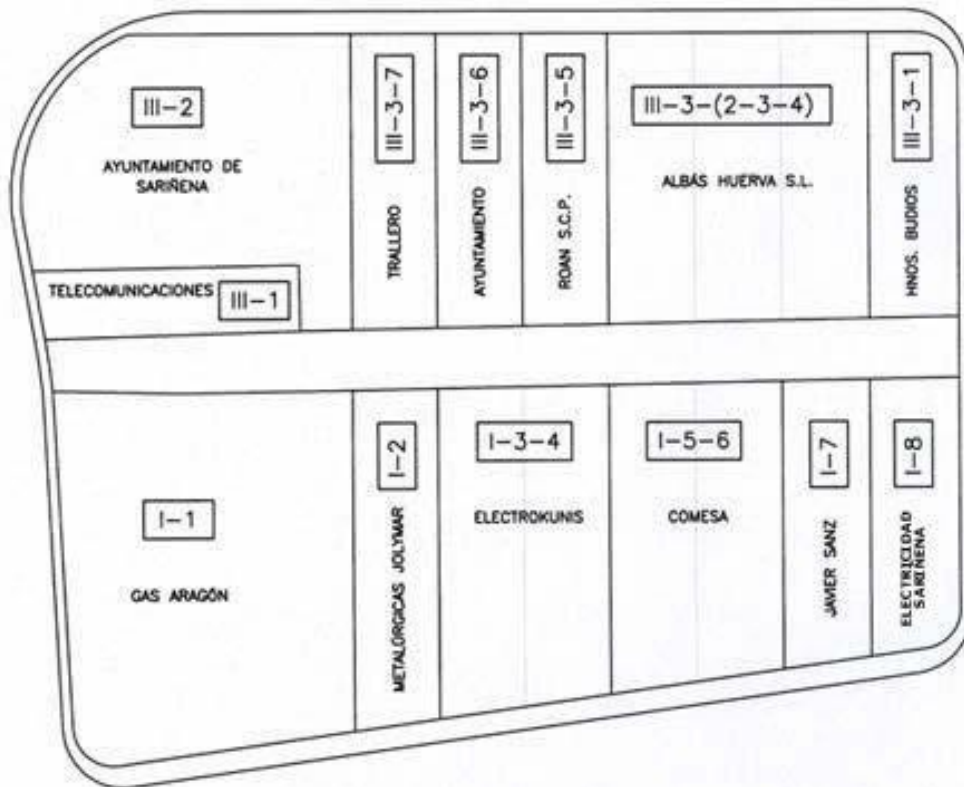 III-2
AYUNTAMIENTO DE
SARIÑENA
III-3-7
TRALLERO
III-3-6
AYUNTAMIENTO
III-3-5
ROAN S.C.P.
III-3-(2-3-4)
ALBÁS HUERVA S.L.
III-3-1
HNOS. BUDIOS
TELECOMUNICACIONES
III-1
I-1
GAS ARAGÓN
I-2
METALÚRGICAS JOLYMAR
I-3-4
ELECTROKUNIS
I-5-6
COMESA
I-7
JAVIER SANZ
I-8
ELECTRICIDAD
SARIÑENA